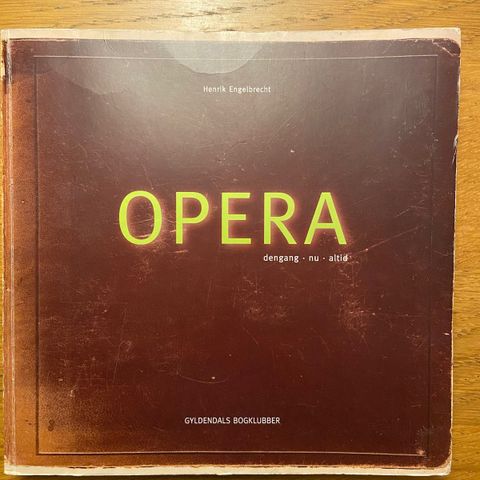 Henrik Engelbrecht
OPERA
dengang · nu · altid
GYLDENDALS BOGKLUBBER